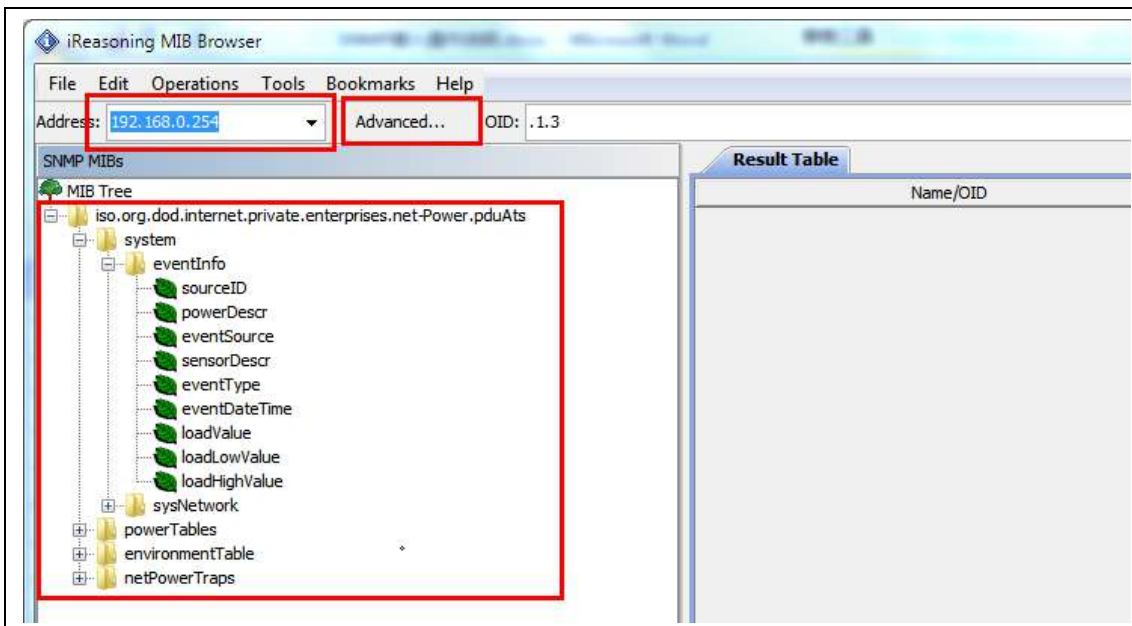 iReasoning MIB Browser
File Edit Operations Tools Bookmarks Help
Address: 192.168.0.254 Advanced... OID: .1.3
SNMP MIBs
Result Table
MIB Tree
Name/OID
iso.org.dod.internet.private.enterprises.net-Power.pduAts
system
eventInfo
sourceID
powerDescr
eventSource
sensorDescr
eventType
eventDateTime
loadValue
loadLowValue
loadHighValue
sysNetwork
powerTables
environmentTable
netPowerTraps